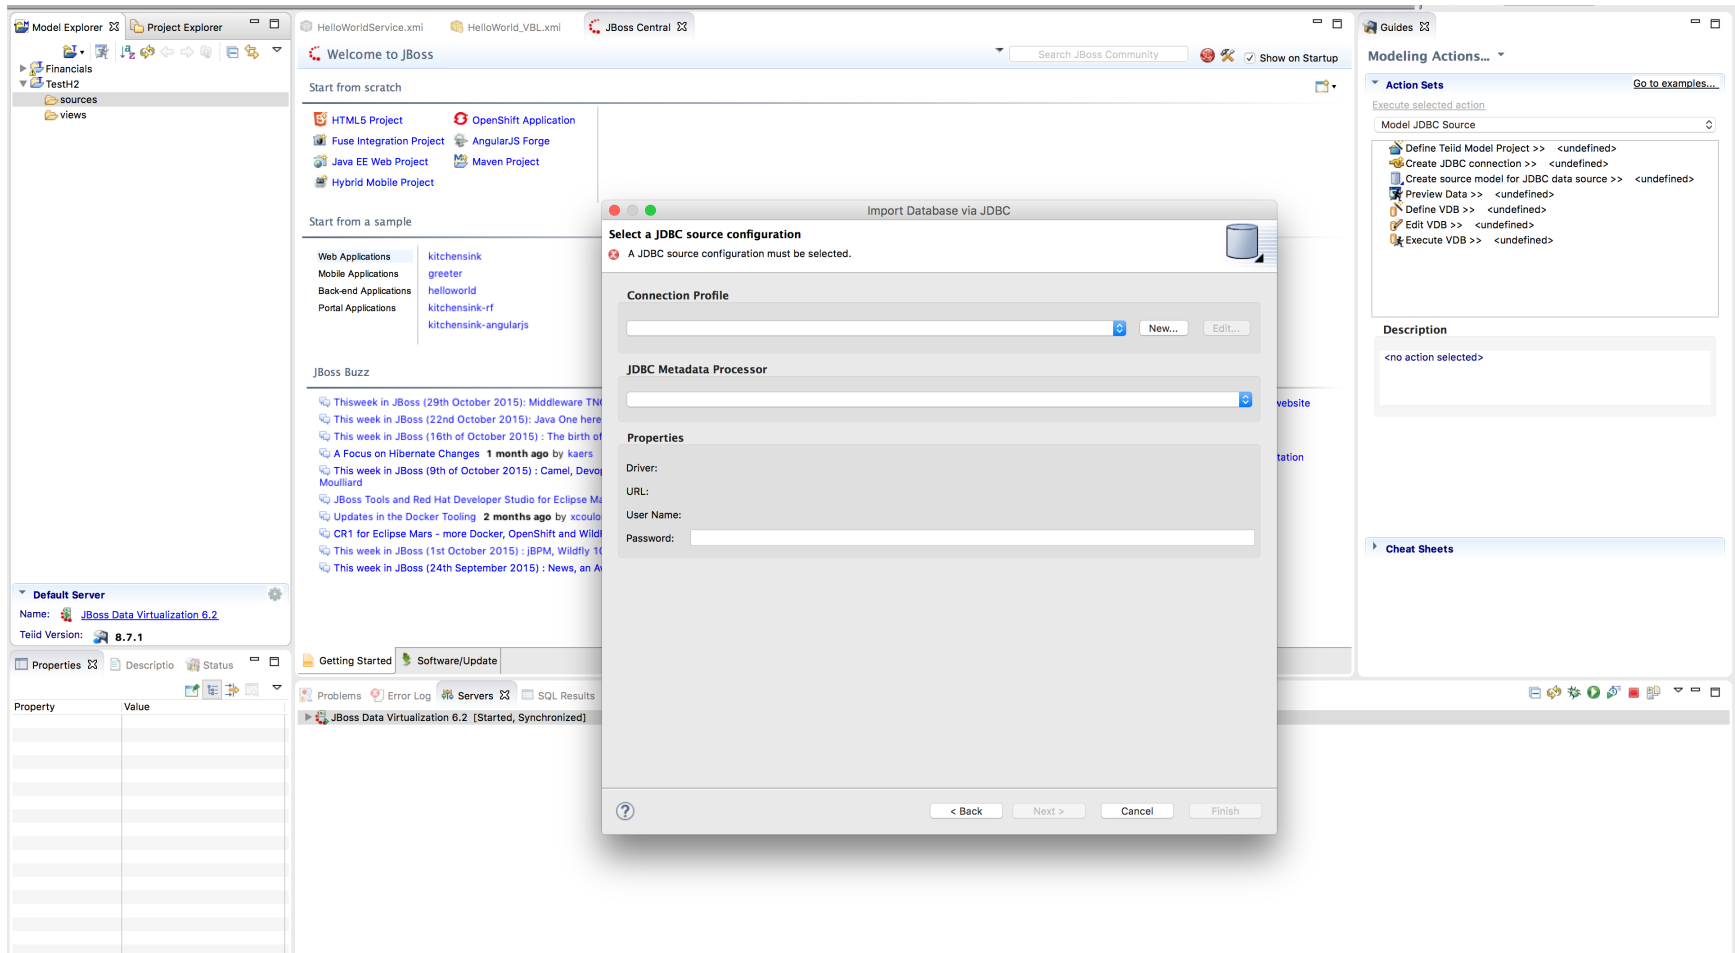 Model Explorer
Project Explorer
Financials
TestH2
sources
views
Default Server
Name: JBoss Data Virtualization 6.2
Teiid Version: 8.7.1
Properties
Descriptio
Status
Property Value
HelloWorldService.xmi
HelloWorld_VBL.xmi
JBoss Central
Welcome to JBoss
Search JBoss Community
Show on Startup
Start from scratch
HTML5 Project
OpenShift Application
Fuse Integration Project
AngularJS Forge
Java EE Web Project
Maven Project
Hybrid Mobile Project
Start from a sample
Web Applications
Mobile Applications
Back-end Applications
Portal Applications
kitchensink
greeter
helloworld
kitchensink-rf
kitchensink-angularjs
JBoss Buzz
Thisweek in JBoss (29th October 2015): Middleware TN
This week in JBoss (22nd October 2015): Java One here
This week in JBoss (16th of October 2015) : The birth of
A Focus on Hibernate Changes 1 month ago by kaers
This week in JBoss (9th of October 2015) : Camel, Devo
Moulliard
JBoss Tools and Red Hat Developer Studio for Eclipse Ma
Updates in the Docker Tooling 2 months ago by xcoulo
CR1 for Eclipse Mars - more Docker, OpenShift and Wildf
This week in JBoss (1st October 2015) : jBPM, Wildfly 10
This week in JBoss (24th September 2015) : News, an A
website
tation
Getting Started
Software/Update
Import Database via JDBC
Select a JDBC source configuration
A JDBC source configuration must be selected.
Connection Profile
New...
Edit...
JDBC Metadata Processor
Properties
Driver:
URL:
User Name:
Password:
< Back
Next >
Cancel
Finish
Problems
Error Log
Servers
SQL Results
JBoss Data Virtualization 6.2 [Started, Synchronized]
Guides
Modeling Actions...
Action Sets
Go to examples...
Execute selected action
Model JDBC Source
Define Teiid Model Project >> <undefined>
Create JDBC connection >> <undefined>
Create source model for JDBC data source >> <undefined>
Preview Data >> <undefined>
Define VDB >> <undefined>
Edit VDB >> <undefined>
Execute VDB >> <undefined>
Description
<no action selected>
Cheat Sheets